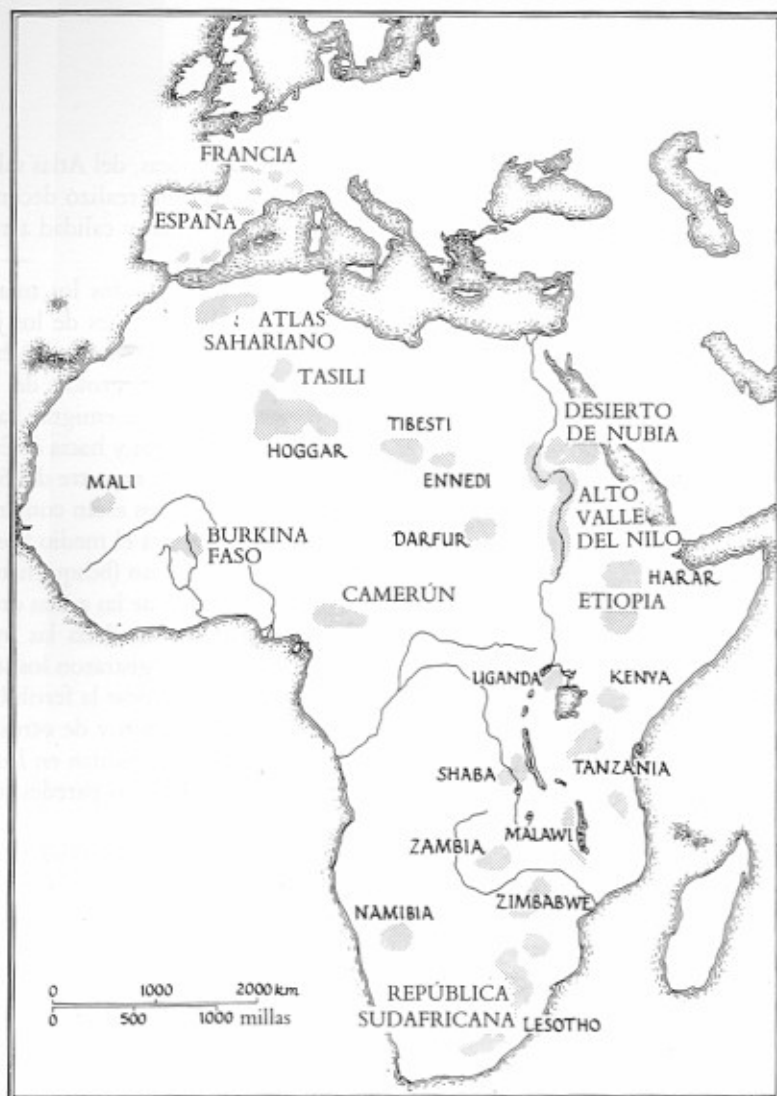 FRANCIA
ESPAÑA
ATLAS
SAHARIANO
TASILI
HOGGAR
TIBESTI
ENNEDI
DESIERTO
DE NUBIA
MALI
BURKINA
FASO
DARFUR
ALTO
VALLE
DEL NILO
HARAR
CAMERÚN
ETIOPIA
UGANDA
KENYA
SHABA
TANZANIA
ZAMBIA
MALAWI
NAMIBIA
ZIMBABWE
0 1000 2000 km
0 500 1000 millas
REPÚBLICA
SUDAFRICANA
LESOTHO